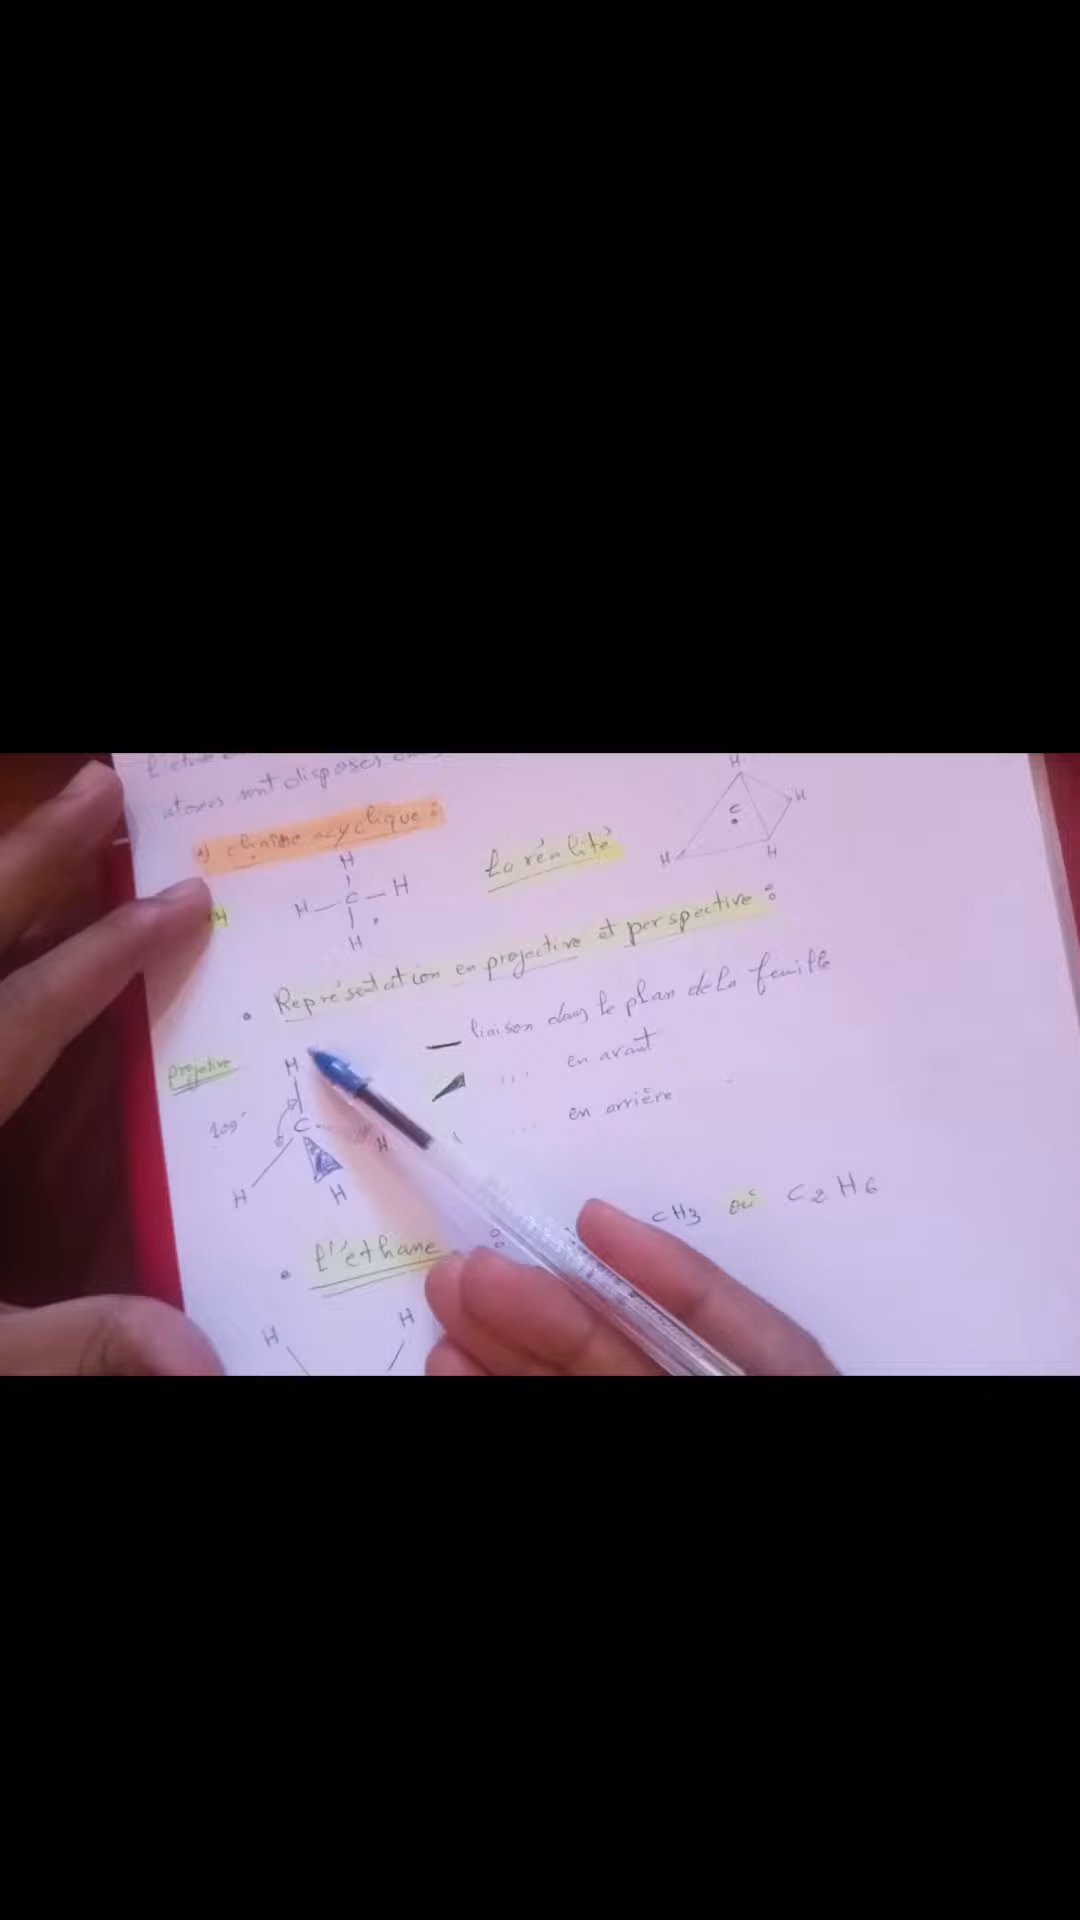 atomes sont disposés
a) chaîne acyclique :
H
H – C – H
H
La réalité
H
C
H
H
H
• Représentation en projective et perspective :
projetive
— liaison dans le plan de la feuille
... en avant
... en arrière
H
109°
C
H
H
H
• l'éthane :
CH3 ou C2H6
H
H